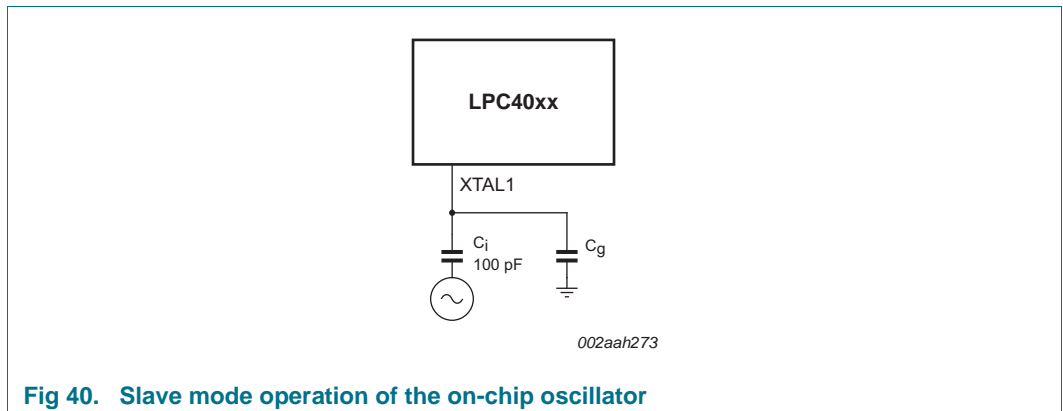 LPC40xx
XTAL1
Ci
100 pF
Cg
002aah273
Fig 40. Slave mode operation of the on-chip oscillator